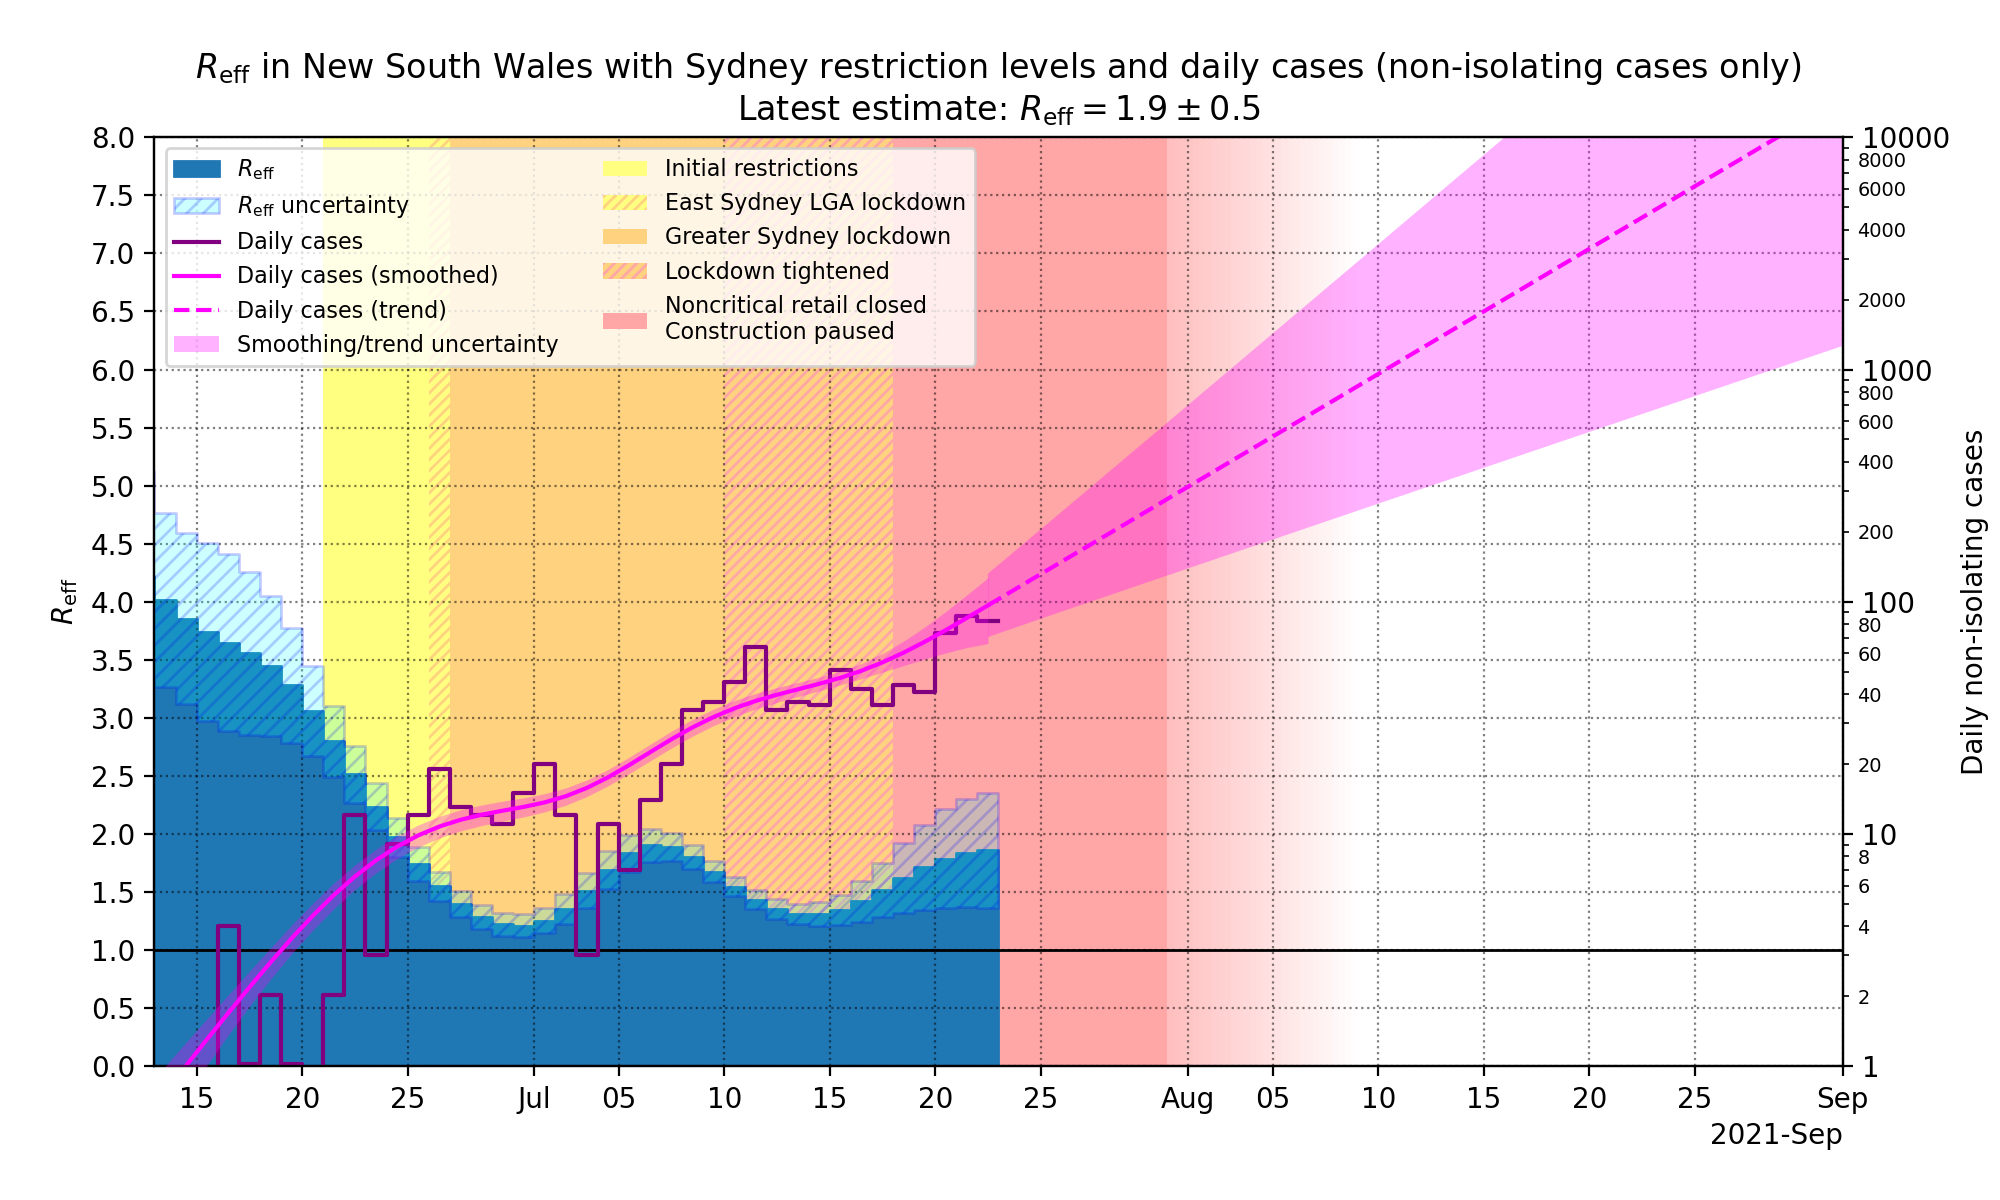 Reff in New South Wales with Sydney restriction levels and daily cases (non-isolating cases only)
Latest estimate: Reff = 1.9 ± 0.5
Reff
Reff uncertainty
Daily cases
Daily cases (smoothed)
Daily cases (trend)
Smoothing/trend uncertainty
Initial restrictions
East Sydney LGA lockdown
Greater Sydney lockdown
Lockdown tightened
Noncritical retail closed
Construction paused
Reff
8.0
7.5
7.0
6.5
6.0
5.5
5.0
4.5
4.0
3.5
3.0
2.5
2.0
1.5
1.0
0.5
0.0
10000
8000
6000
4000
2000
1000
800
600
400
200
100
80
60
40
20
10
8
6
4
2
1
Daily non-isolating cases
15 20 25 Jul 05 10 15 20 25 Aug 05 10 15 20 25 Sep
2021-Sep